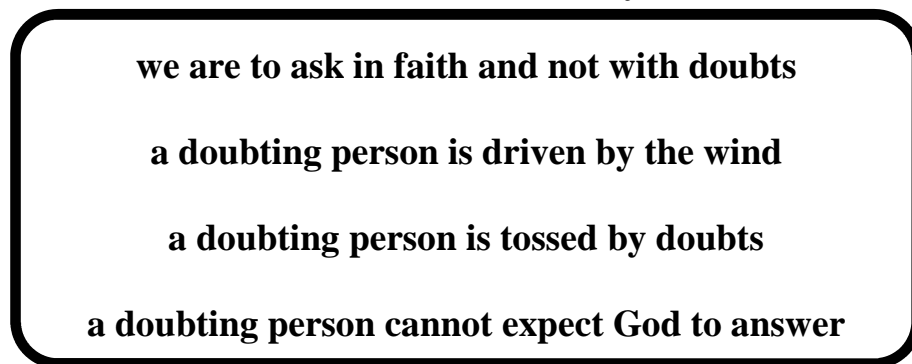 we are to ask in faith and not with doubts
a doubting person is driven by the wind
a doubting person is tossed by doubts
a doubting person cannot expect God to answer